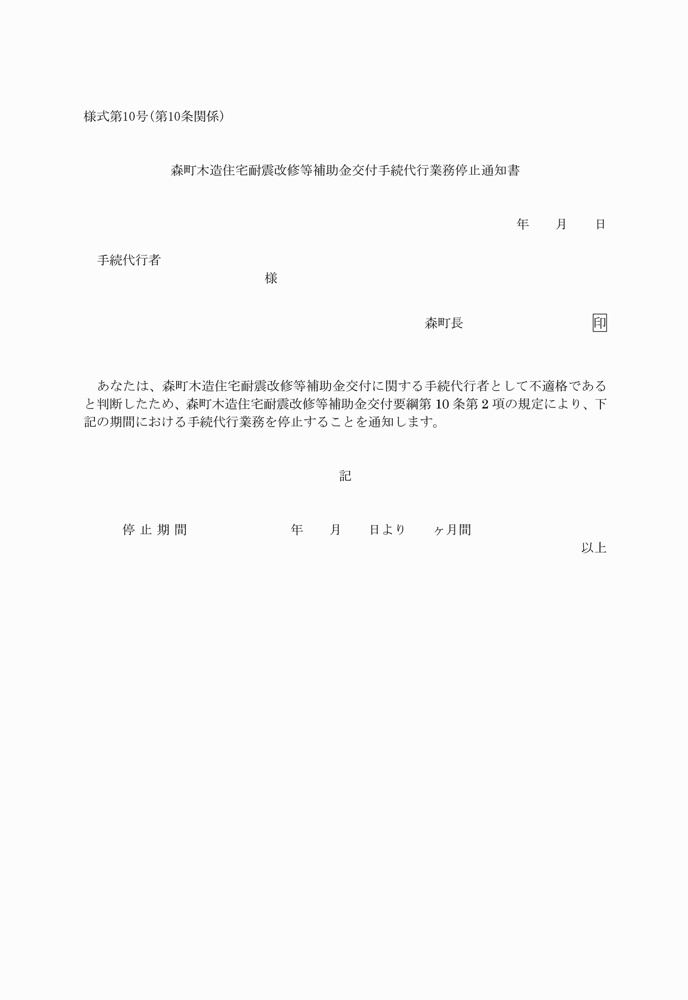 様式第10号（第10条関係）
森町木造住宅耐震改修等補助金交付手続代行業務停止通知書
年　　月　　日
手続代行者
様
森町長　　　　　　　　　　印
あなたは、森町木造住宅耐震改修等補助金交付に関する手続代行者として不適格である
と判断したため、森町木造住宅耐震改修等補助金交付要綱第 10 条第 2 項の規定により、下
記の期間における手続代行業務を停止することを通知します。
記
停 止 期 間　　　　　　　　年　　月　　日より　　ヶ月間
以上